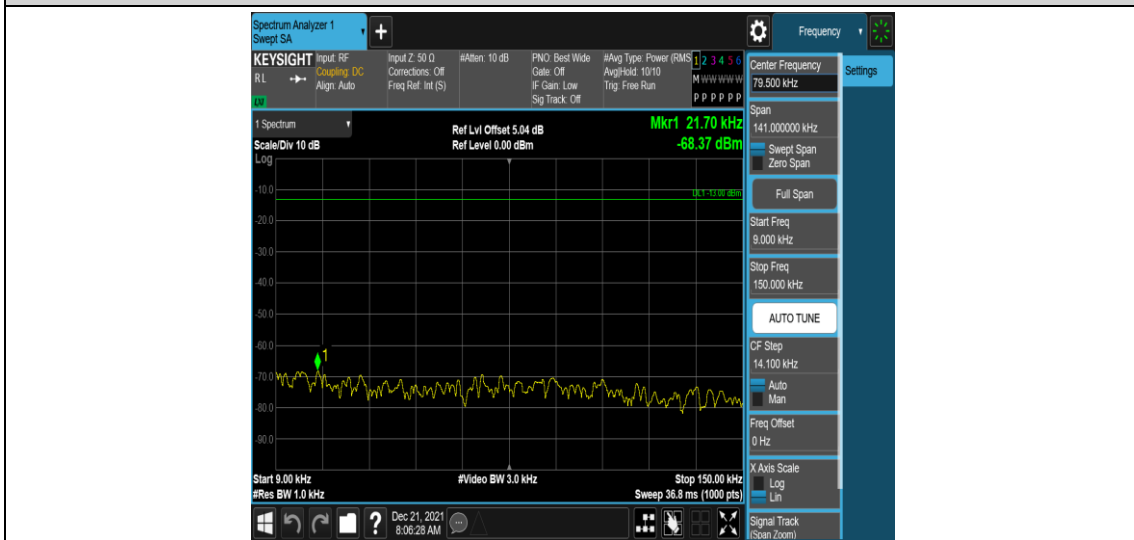 Spectrum Analyzer 1
Swept SA
+
Frequency
KEYSIGHT
RL
LXI
Input: RF
Coupling: DC
Align: Auto
Input Z: 50 Ω
Corrections: Off
Freq Ref: Int (S)
#Atten: 10 dB
PNO: Best Wide
Gate: Off
IF Gain: Low
Sig Track: Off
#Avg Type: Power (RMS
Avg|Hold: 10/10
Trig: Free Run
1 2 3 4 5 6
M W W W W W
P P P P P P
1 Spectrum
Scale/Div 10 dB
Log
Ref Lvl Offset 5.04 dB
Ref Level 0.00 dBm
Mkr1 21.70 kHz
-68.37 dBm
DL1 -13.00 dBm
-10.0
-20.0
-30.0
-40.0
-50.0
-60.0
-70.0
-80.0
-90.0
1
Start 9.00 kHz
#Res BW 1.0 kHz
#Video BW 3.0 kHz
Stop 150.00 kHz
Sweep 36.8 ms (1000 pts)
Center Frequency
79.500 kHz
Settings
Span
141.000000 kHz
Swept Span
Zero Span
Full Span
Start Freq
9.000 kHz
Stop Freq
150.000 kHz
AUTO TUNE
CF Step
14.100 kHz
Auto
Man
Freq Offset
0 Hz
X Axis Scale
Log
Lin
Signal Track
(Span Zoom)
?
Dec 21, 2021
8:06:28 AM